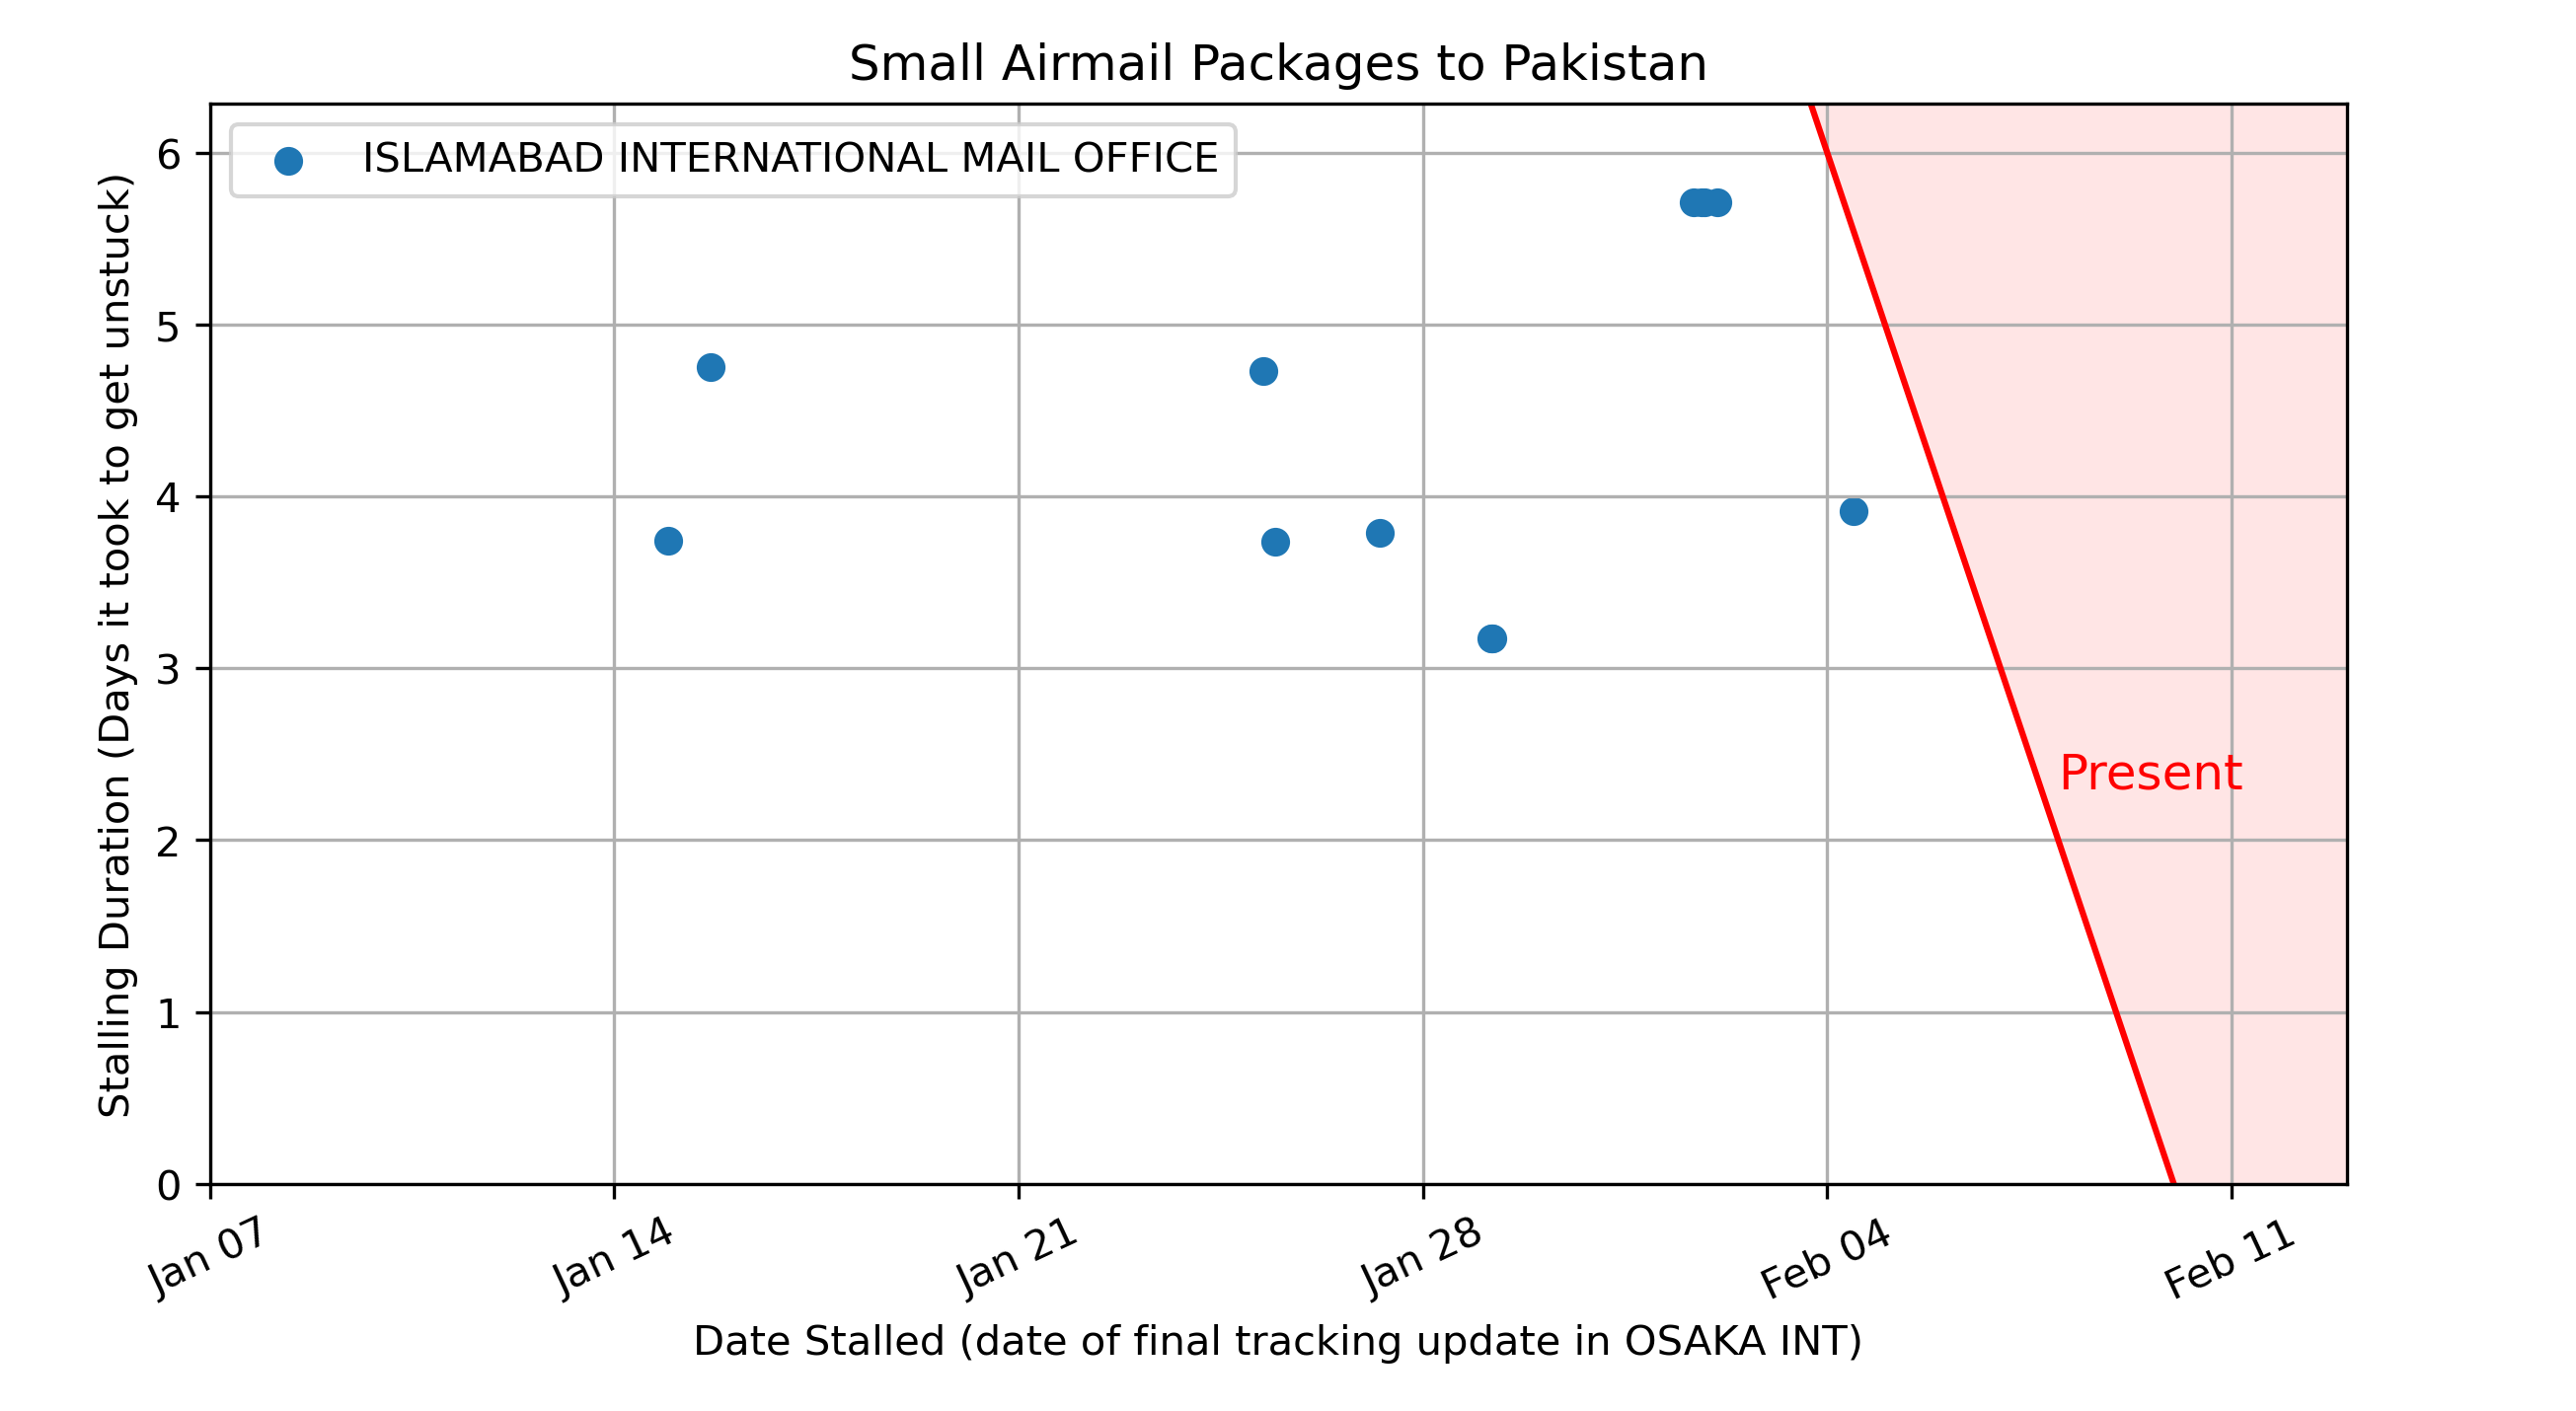 Small Airmail Packages to Pakistan
ISLAMABAD INTERNATIONAL MAIL OFFICE
Stalling Duration (Days it took to get unstuck)
6
5
4
3
2
1
0
Present
Jan 07
Jan 14
Jan 21
Jan 28
Feb 04
Feb 11
Date Stalled (date of final tracking update in OSAKA INT)